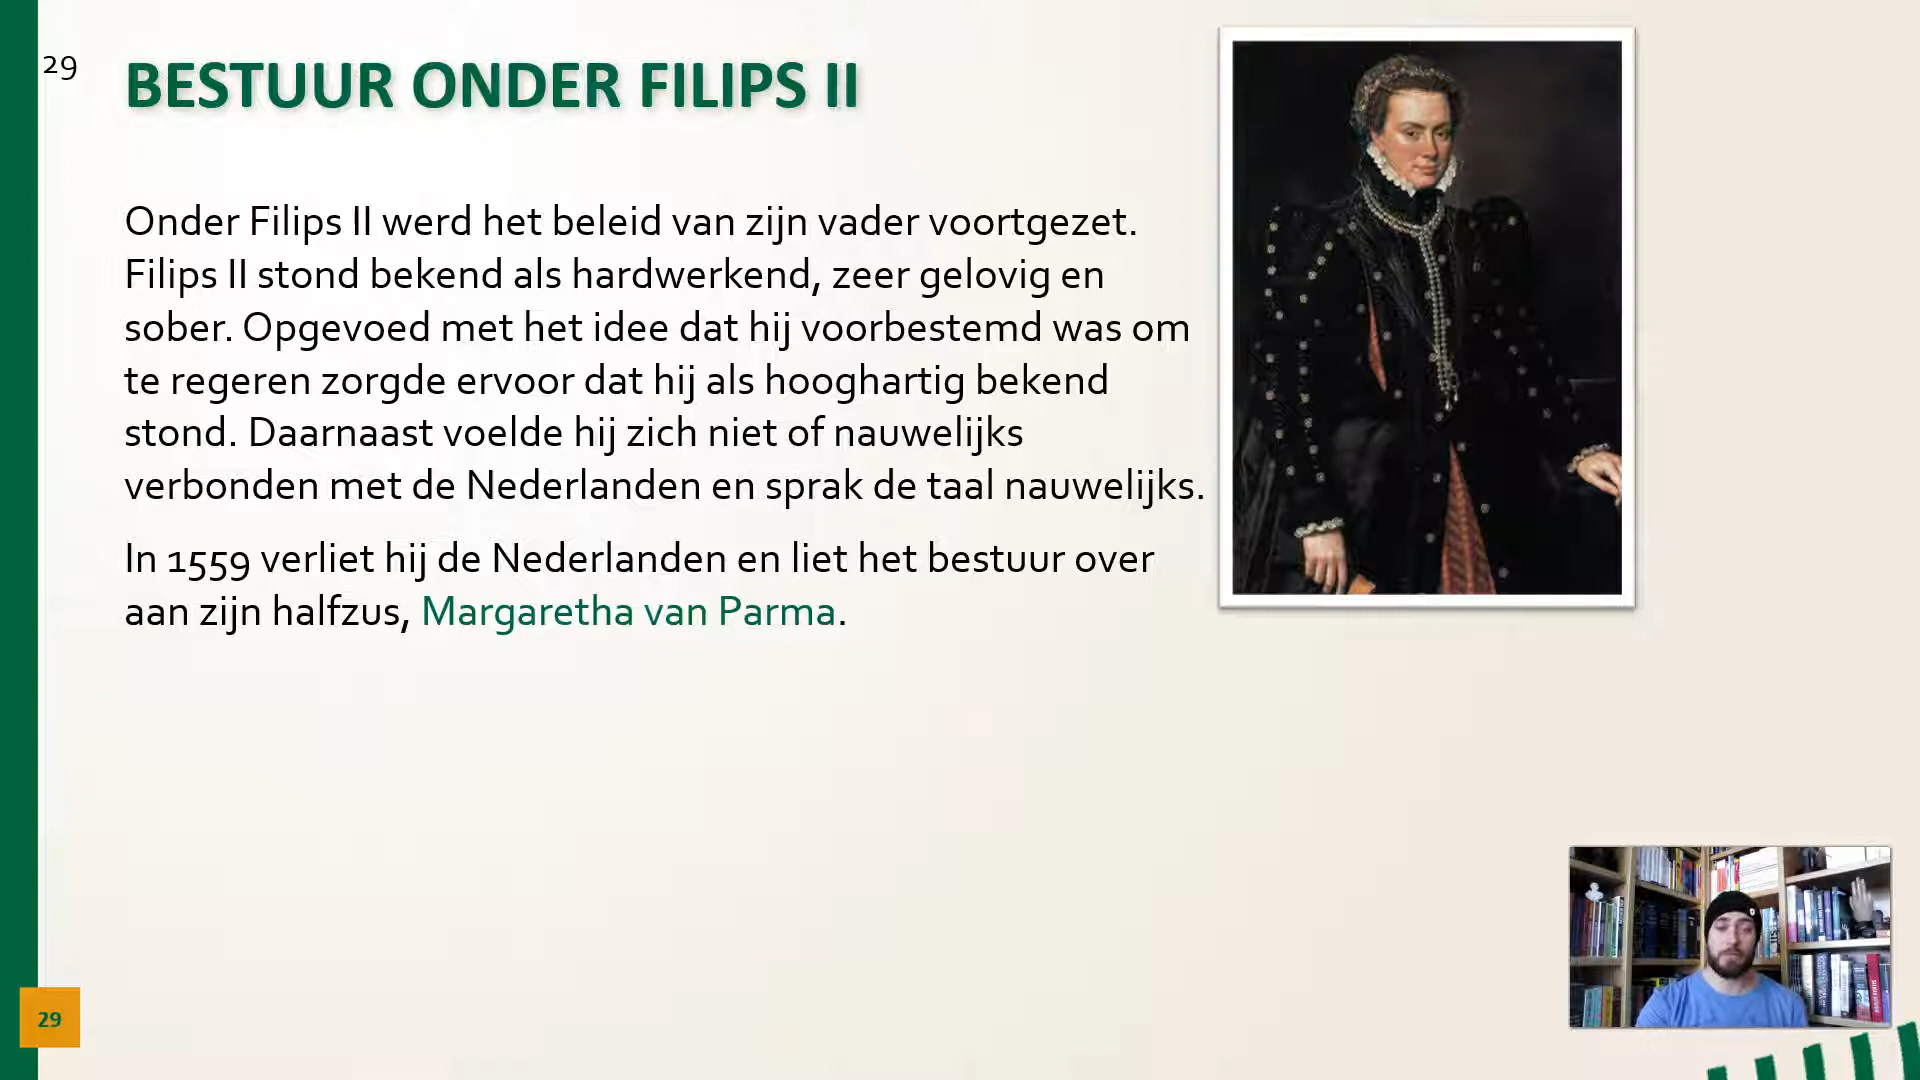 29
BESTUUR ONDER FILIPS II
Onder Filips II werd het beleid van zijn vader voortgezet.
Filips II stond bekend als hardwerkend, zeer gelovig en
sober. Opgevoed met het idee dat hij voorbestemd was om
te regeren zorgde ervoor dat hij als hooghartig bekend
stond. Daarnaast voelde hij zich niet of nauwelijks
verbonden met de Nederlanden en sprak de taal nauwelijks.
In 1559 verliet hij de Nederlanden en liet het bestuur over
aan zijn halfzus, Margaretha van Parma.
29